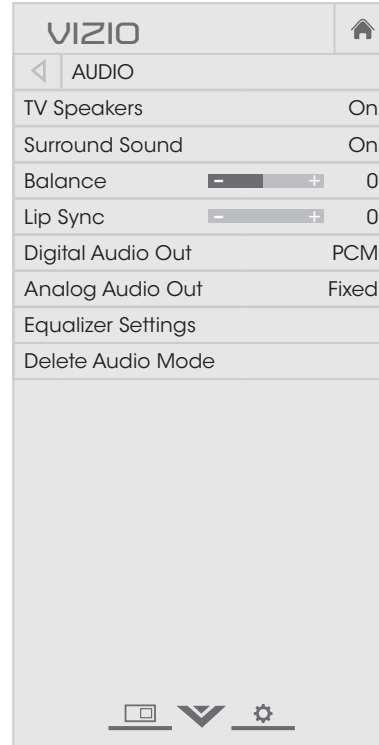 VIZIO
AUDIO
TV Speakers On
Surround Sound On
Balance - + 0
Lip Sync - + 0
Digital Audio Out PCM
Analog Audio Out Fixed
Equalizer Settings
Delete Audio Mode